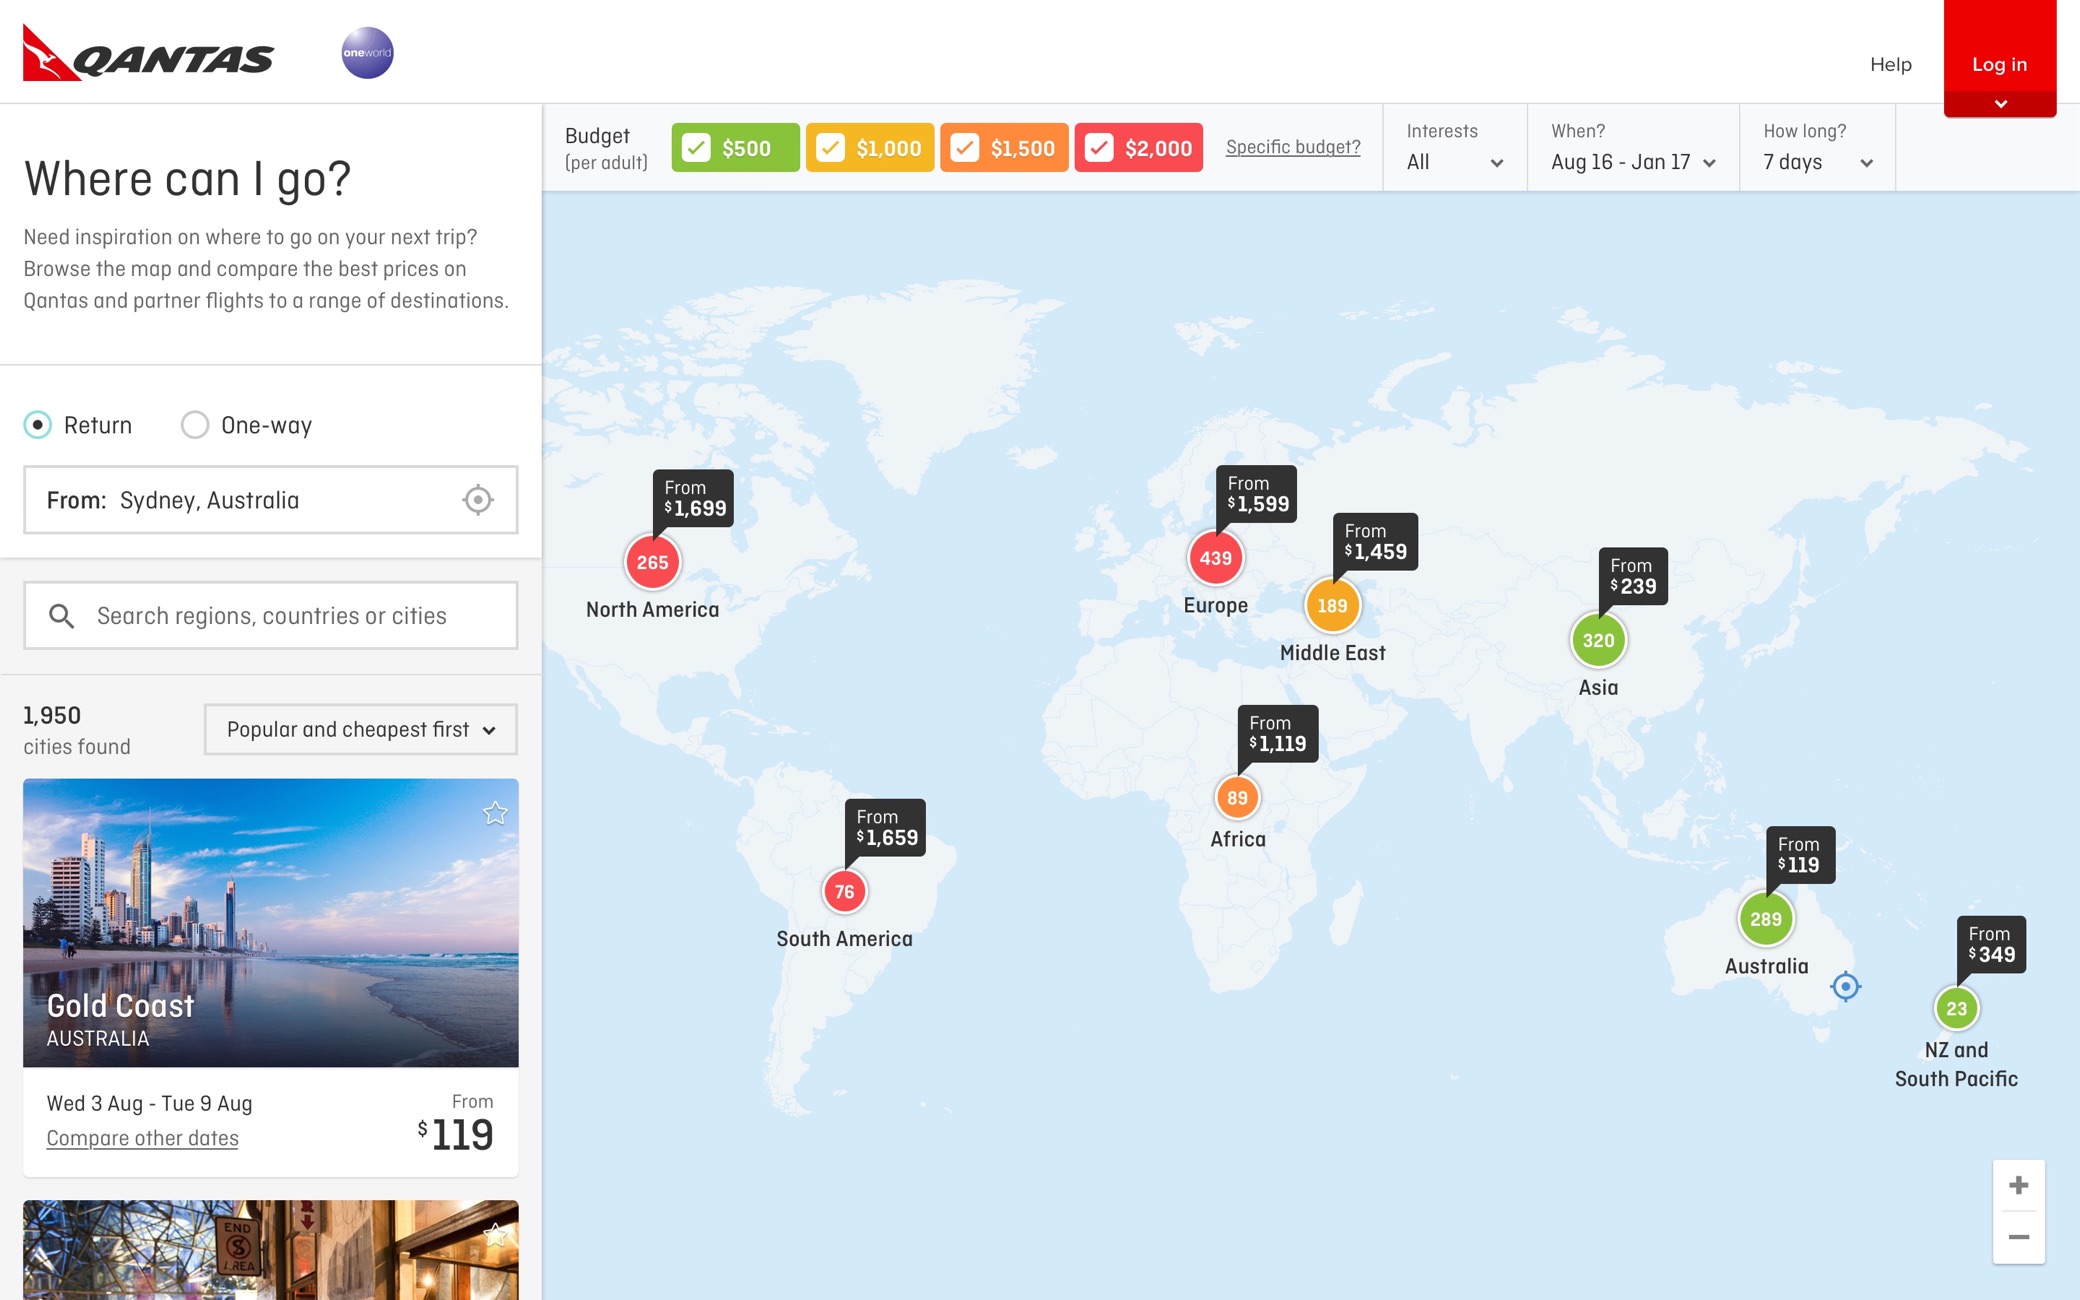 QANTAS
oneworld
Help
Log in
Where can I go?
Need inspiration on where to go on your next trip?
Browse the map and compare the best prices on
Qantas and partner flights to a range of destinations.
Return
One-way
From: Sydney, Australia
Search regions, countries or cities
1,950
cities found
Popular and cheapest first
Gold Coast
AUSTRALIA
Wed 3 Aug - Tue 9 Aug
Compare other dates
From
$119
END
S
AREA
R
Budget
(per adult)
$500
$1,000
$1,500
$2,000
Specific budget?
Interests
All
When?
Aug 16 - Jan 17
How long?
7 days
From
$1,699
265
North America
From
$1,599
439
Europe
From
$1,459
189
Middle East
From
$239
320
Asia
From
$1,119
89
Africa
From
$1,659
76
South America
From
$119
289
Australia
From
$349
23
NZ and
South Pacific